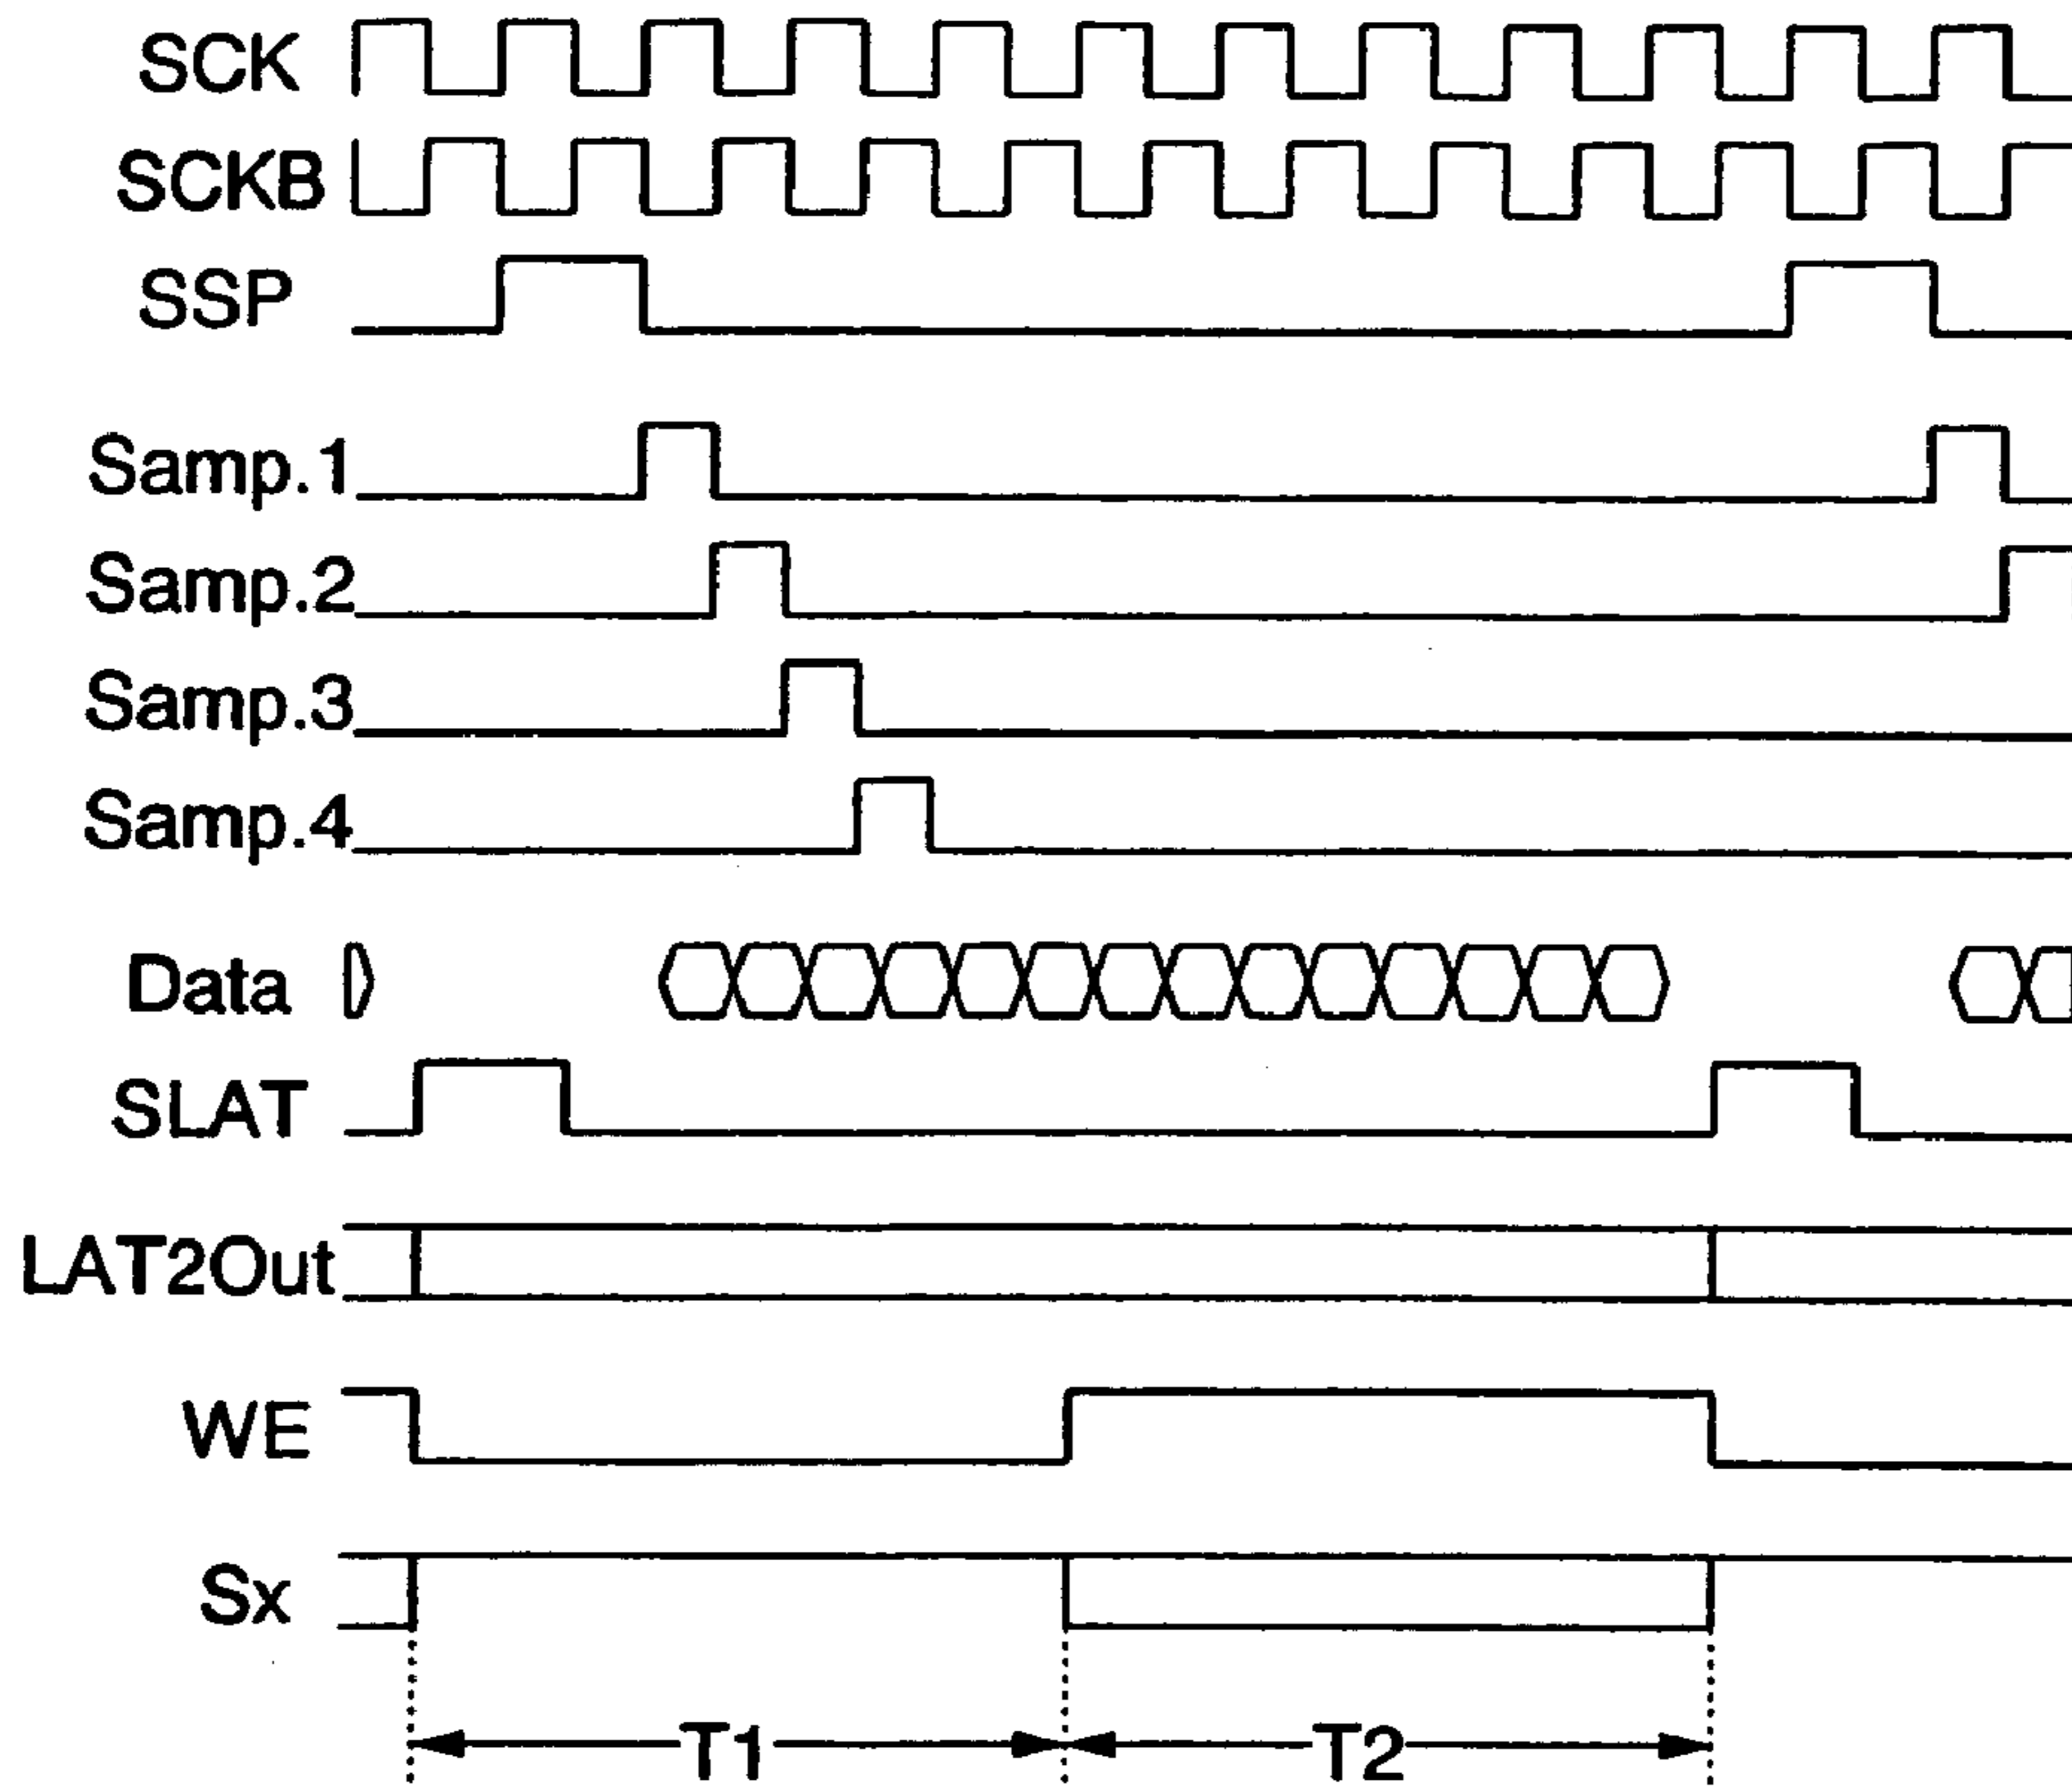 SCK
SCKB
SSP
Samp.1
Samp.2
Samp.3
Samp.4
Data
SLAT
LAT2Out
WE
Sx
T1 T2